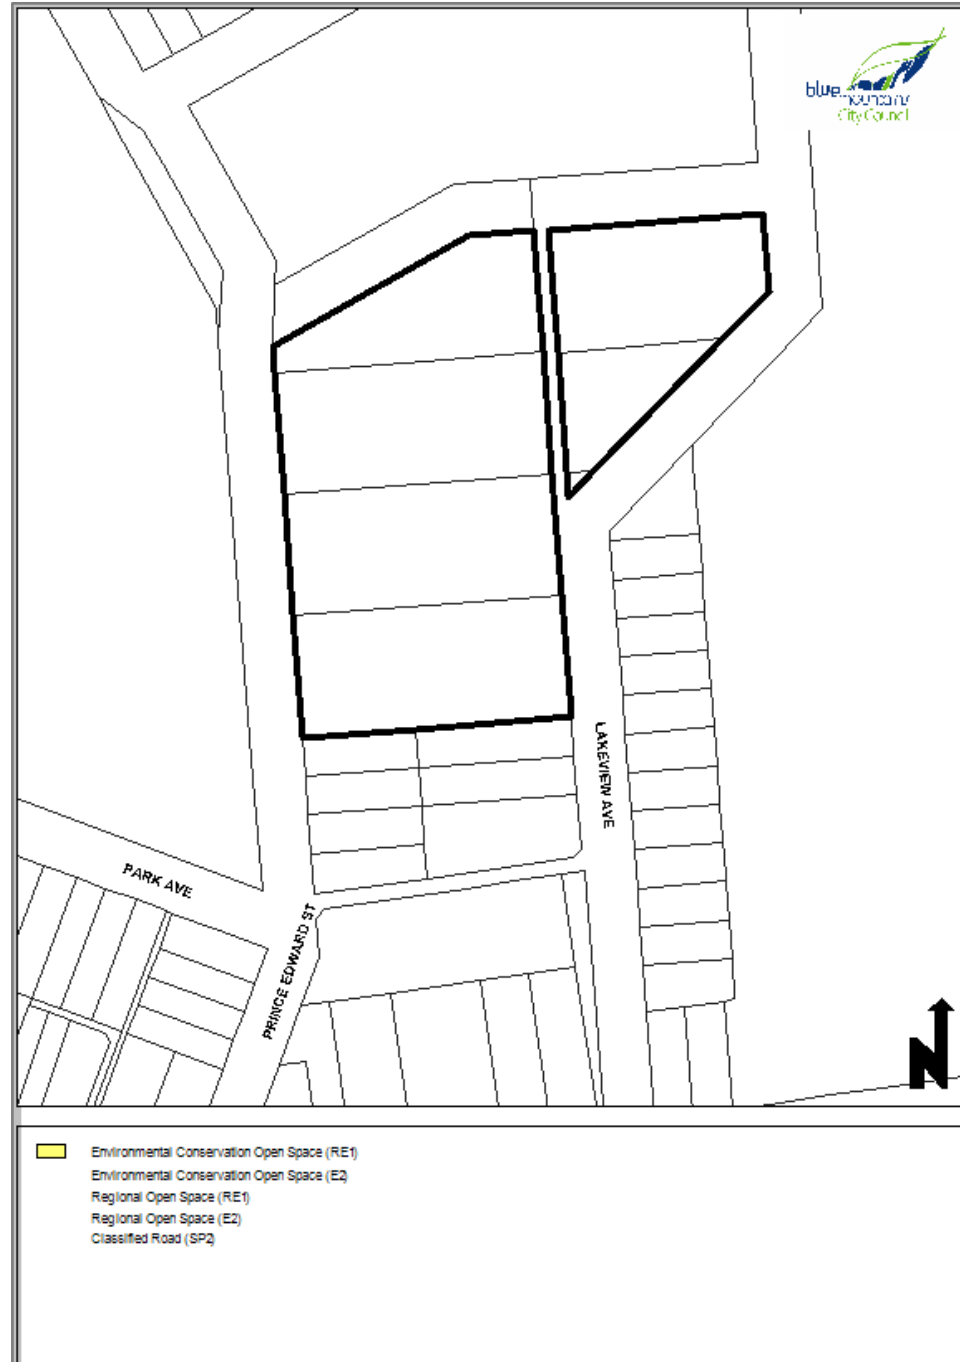 blue
mountains
City Council
LAKEVIEW AVE
PARK AVE
PRINCE EDWARD ST
N
Environmental Conservation Open Space (RE1)
Environmental Conservation Open Space (E2)
Regional Open Space (RE1)
Regional Open Space (E2)
Classified Road (SP2)